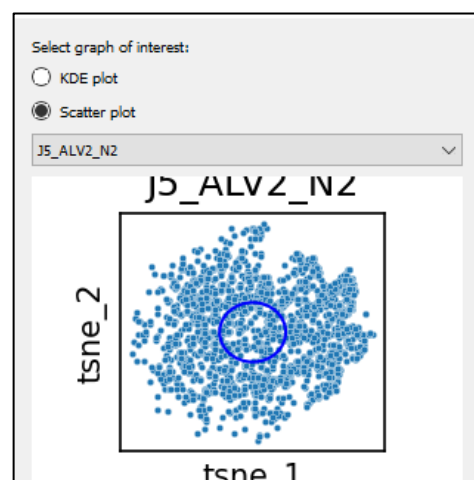 Select graph of interest:
KDE plot
Scatter plot
J5_ALV2_N2
J5_ALV2_N2
tsne_2
tsne_1